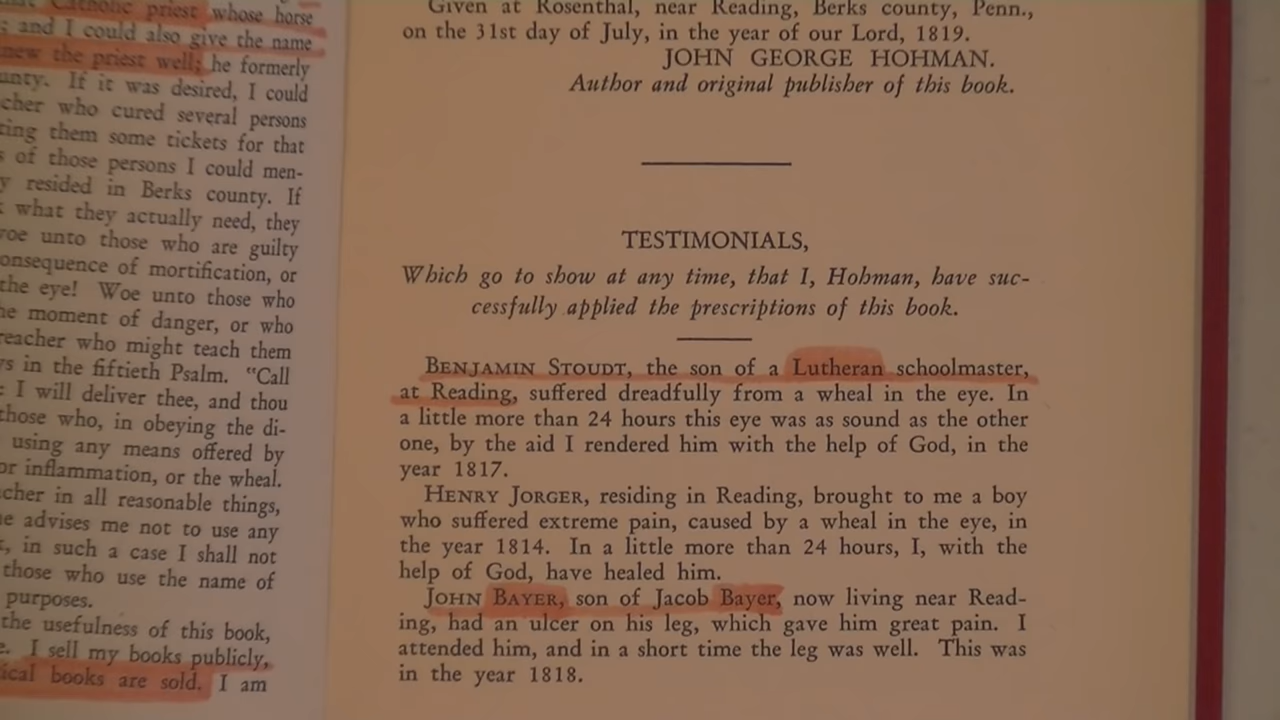 Catholic priest whose horse
; and I could also give the name
new the priest well; he formerly
unty. If it was desired, I could
cher who cured several persons
ting them some tickets for that
s of those persons I could men-
y resided in Berks county. If
what they actually need, they
voe unto those who are guilty
onsequence of mortification, or
the eye! Woe unto those who
he moment of danger, or who
reacher who might teach them
ys in the fiftieth Psalm. "Call
: I will deliver thee, and thou
those who, in obeying the di-
using any means offered by
or inflammation, or the wheal.
cher in all reasonable things,
he advises me not to use any
, in such a case I shall not
those who use the name of
purposes.
the usefulness of this book,
e. I sell my books publicly,
ical books are sold. I am
Given at Rosenthal, near Reading, Berks county, Penn.,
on the 31st day of July, in the year of our Lord, 1819.
JOHN GEORGE HOHMAN.
Author and original publisher of this book.
TESTIMONIALS,
Which go to show at any time, that I, Hohman, have suc-
cessfully applied the prescriptions of this book.
BENJAMIN STOUDT, the son of a Lutheran schoolmaster,
at Reading, suffered dreadfully from a wheal in the eye. In
a little more than 24 hours this eye was as sound as the other
one, by the aid I rendered him with the help of God, in the
year 1817.
HENRY JORGER, residing in Reading, brought to me a boy
who suffered extreme pain, caused by a wheal in the eye, in
the year 1814. In a little more than 24 hours, I, with the
help of God, have healed him.
JOHN BAYER, son of Jacob Bayer, now living near Read-
ing, had an ulcer on his leg, which gave him great pain. I
attended him, and in a short time the leg was well. This was
in the year 1818.